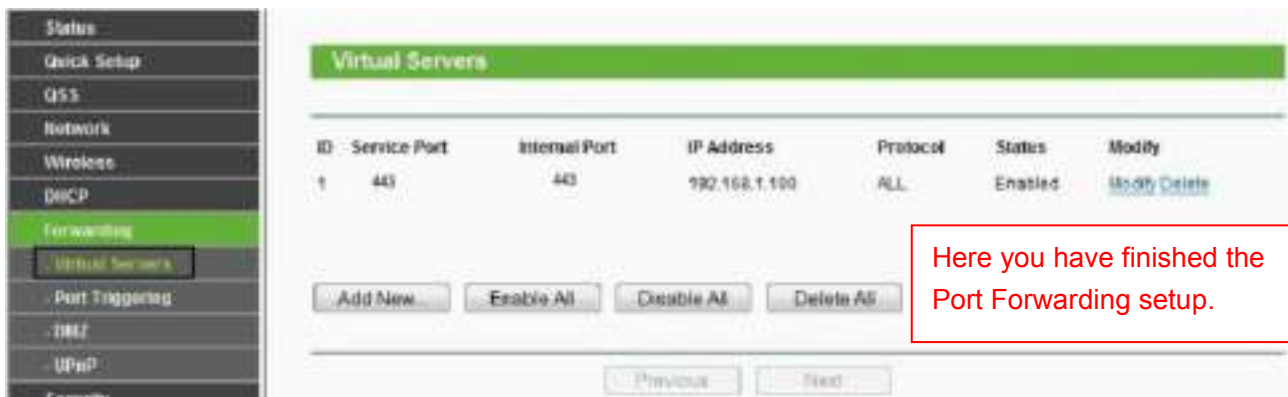 Status
Quick Setup
QSS
Network
Wireless
DHCP
Forwarding
- Virtual Servers
- Port Triggering
- DMZ
- UPnP
Security
Virtual Servers
ID Service Port Internal Port IP Address Protocol Status Modify
1 443 443 192.168.1.100 ALL Enabled Modify Delete
Add New... Enable All Disable All Delete All
Here you have finished the
Port Forwarding setup.
Previous Next